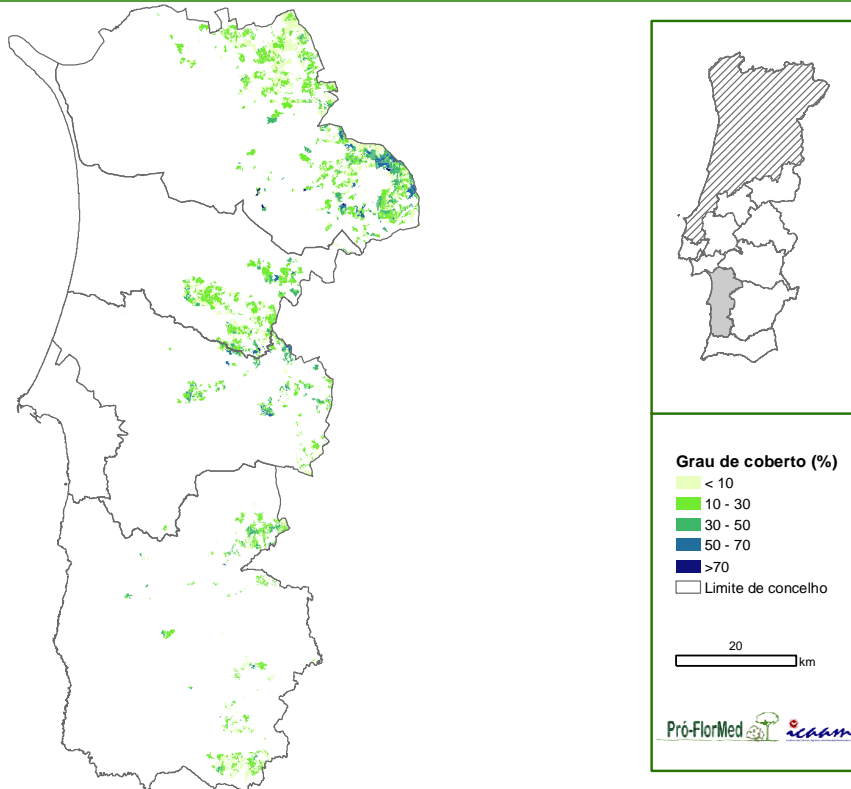 Grau de coberto (%)
< 10
10 - 30
30 - 50
50 - 70
>70
Limite de concelho
20
km
Pró-FlorMed
icaam